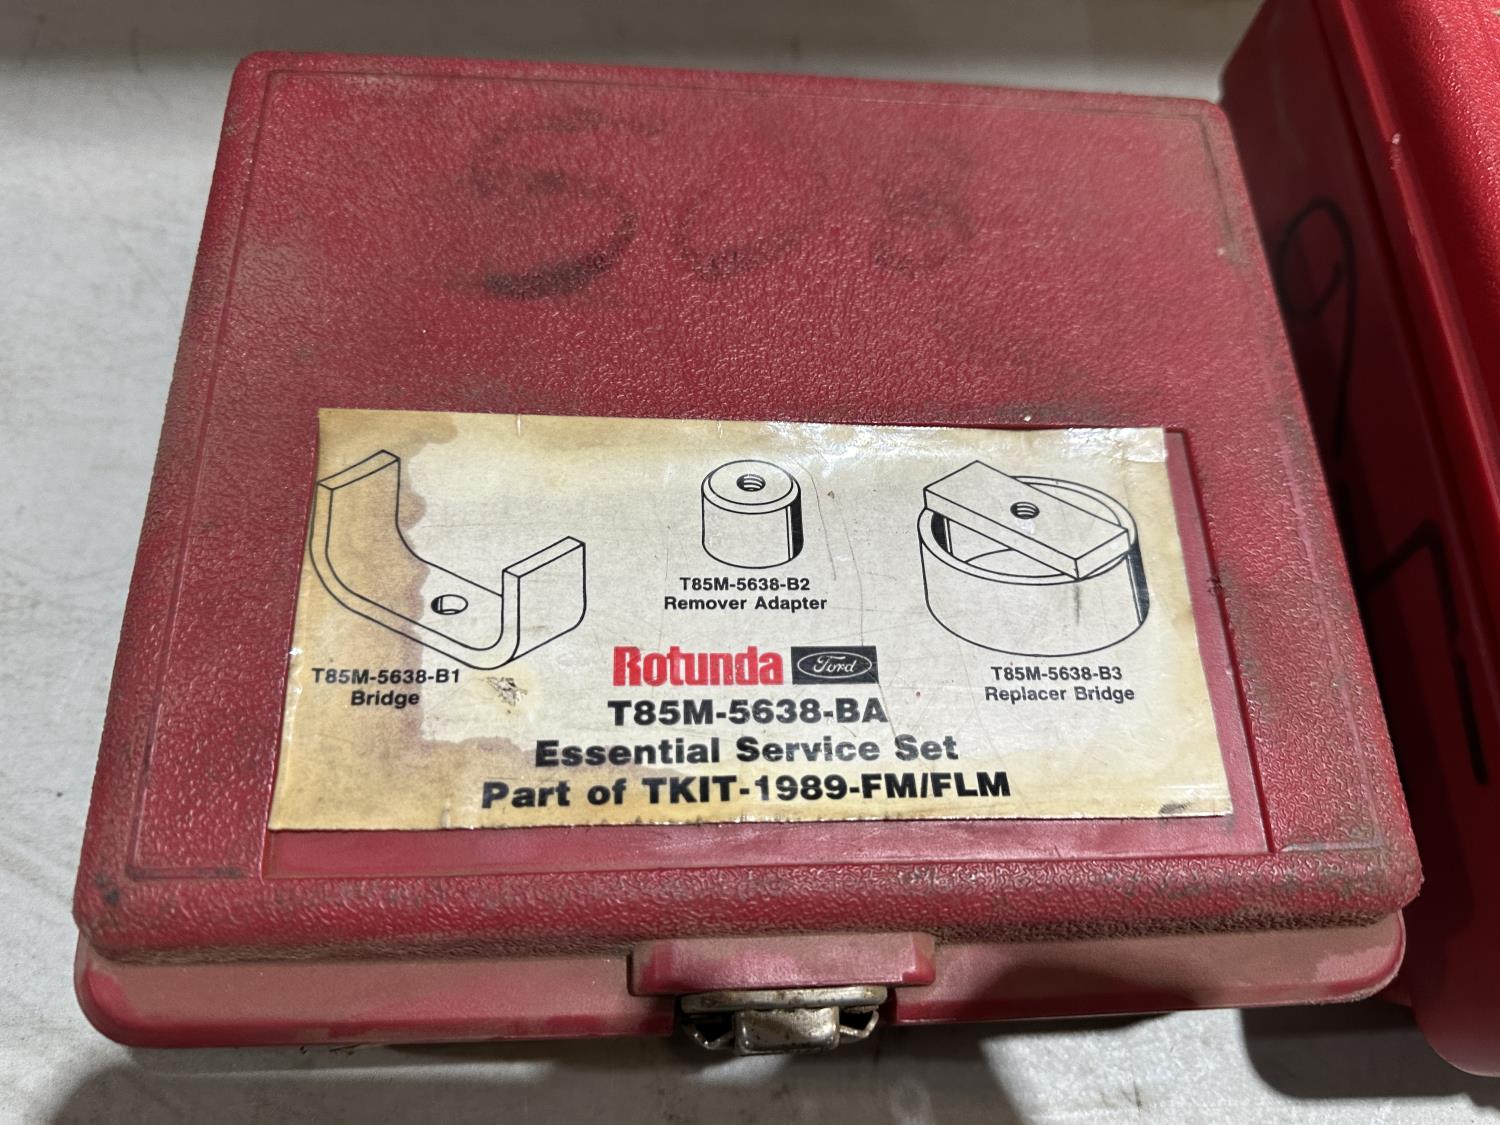 508
T85M-5638-B2
Remover Adapter
T85M-5638-B1
Bridge
T85M-5638-B3
Replacer Bridge
Rotunda Ford
T85M-5638-BA
Essential Service Set
Part of TKIT-1989-FM/FLM